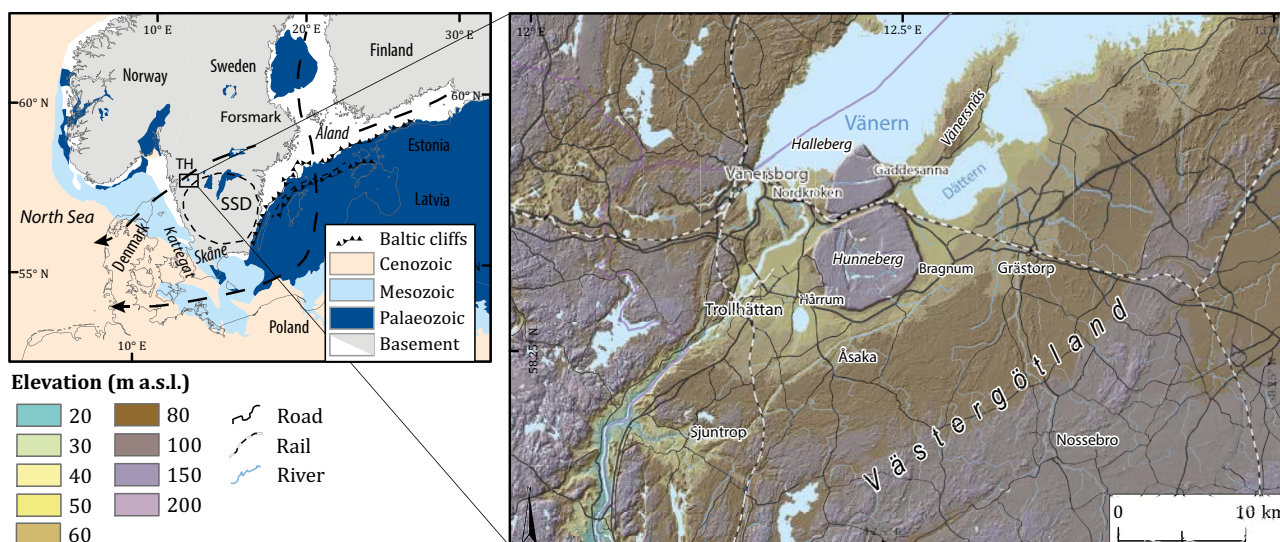 10° E
20° E
30° E
Finland
Norway
Sweden
60° N
Forsmark
Åland
60° N
Estonia
TH
SSD
Latvia
North Sea
Denmark
Kattegat
Skåne
55° N
Poland
10° E
Baltic cliffs
Cenozoic
Mesozoic
Palaeozoic
Basement
Elevation (m a.s.l.)
20
30
40
50
60
80
100
150
200
Road
Rail
River
12° E
12.5° E
Vänern
Vänersnäs
Halleberg
Gaddesanna
Vänersborg
Nordkroken
Dättern
Hunneberg
Bragnum
Grästorp
Hårrum
Trollhättan
58.25° N
Åsaka
Västergötland
Sjuntrop
Nossebro
0
10 km